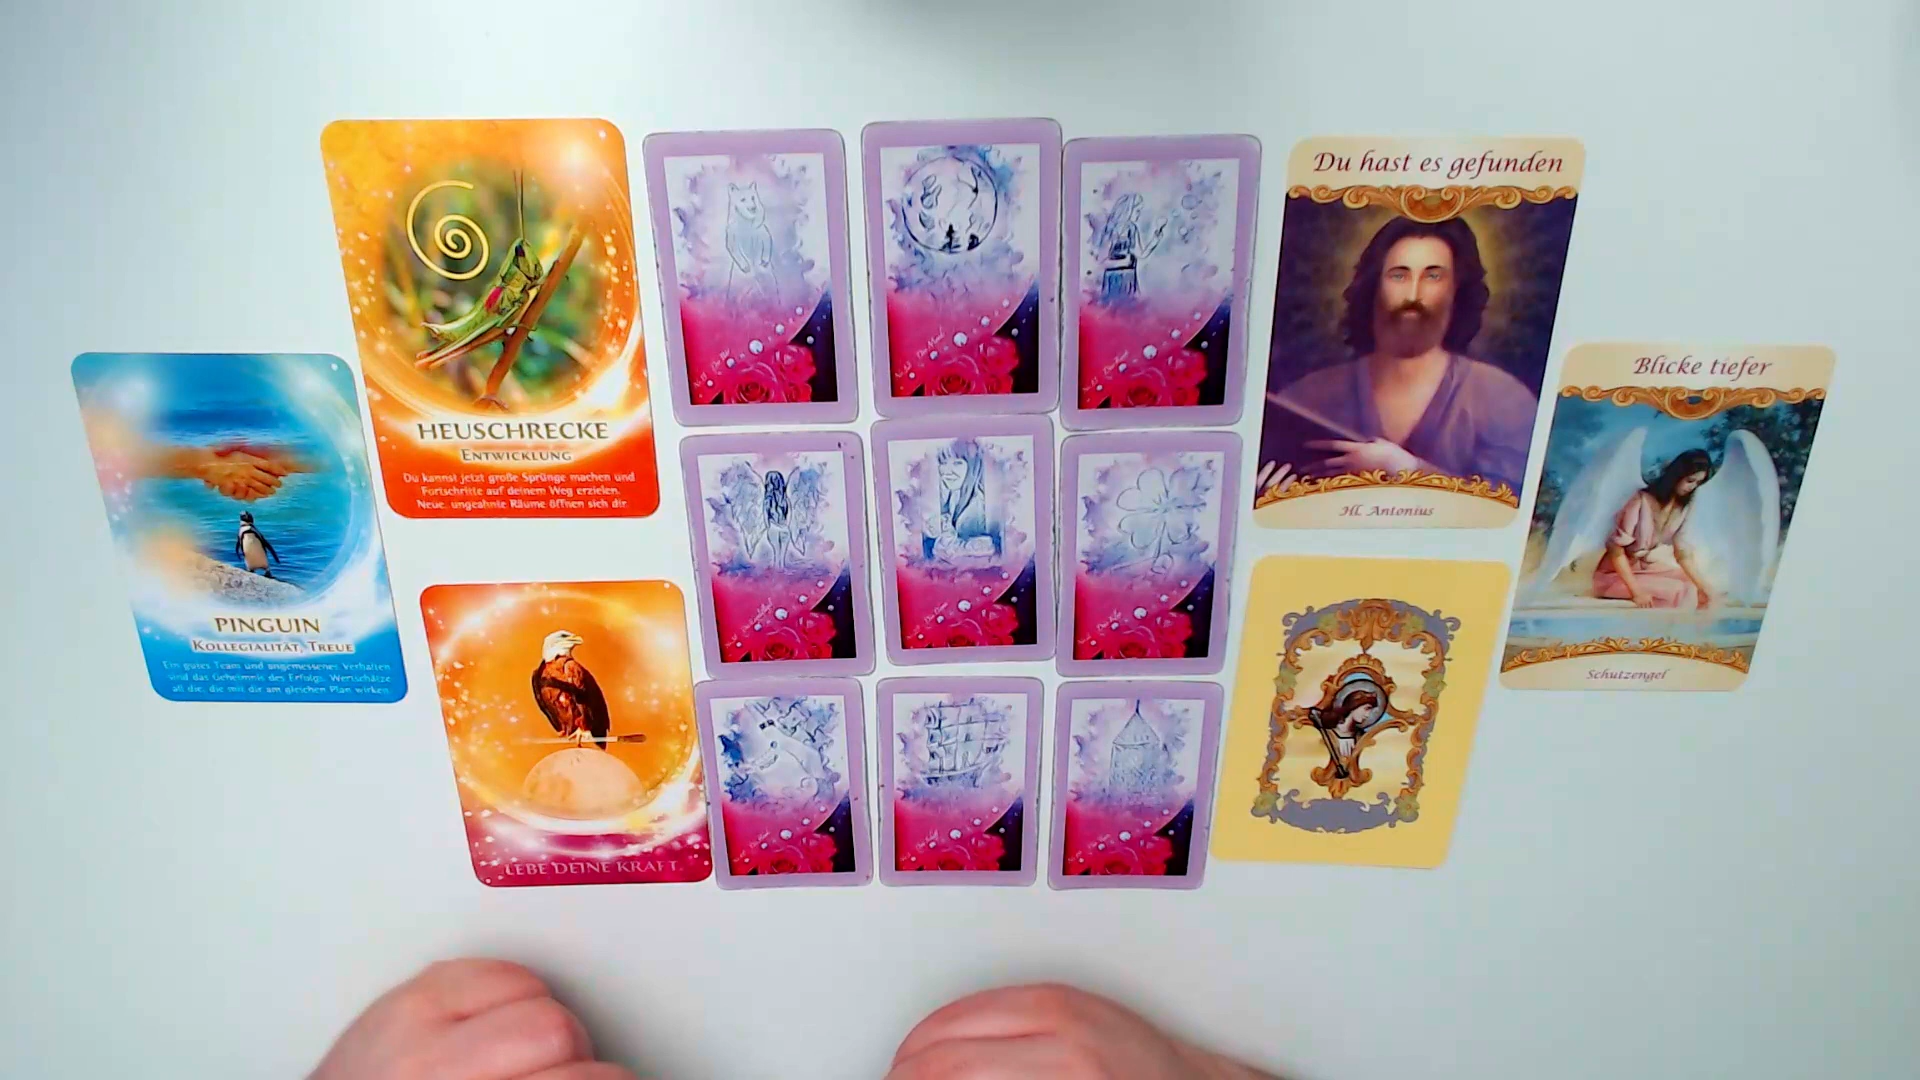 HEUSCHRECKE
ENTWICKLUNG
Du kannst jetzt große Sprünge machen und
Fortschritte auf deinem Weg erzielen.
Neue, ungeahnte Räume öffnen sich dir.
PINGUIN
KOLLEGIALITÄT, TREUE
Ein gutes Team und angemessenes Verhalten
sind das Geheimnis des Erfolgs. Wertschätze
all die, die mit dir am gleichen Plan wirken.
LEBE DEINE KRAFT.
Du hast es gefunden
Hl. Antonius
Blicke tiefer
Schutzengel